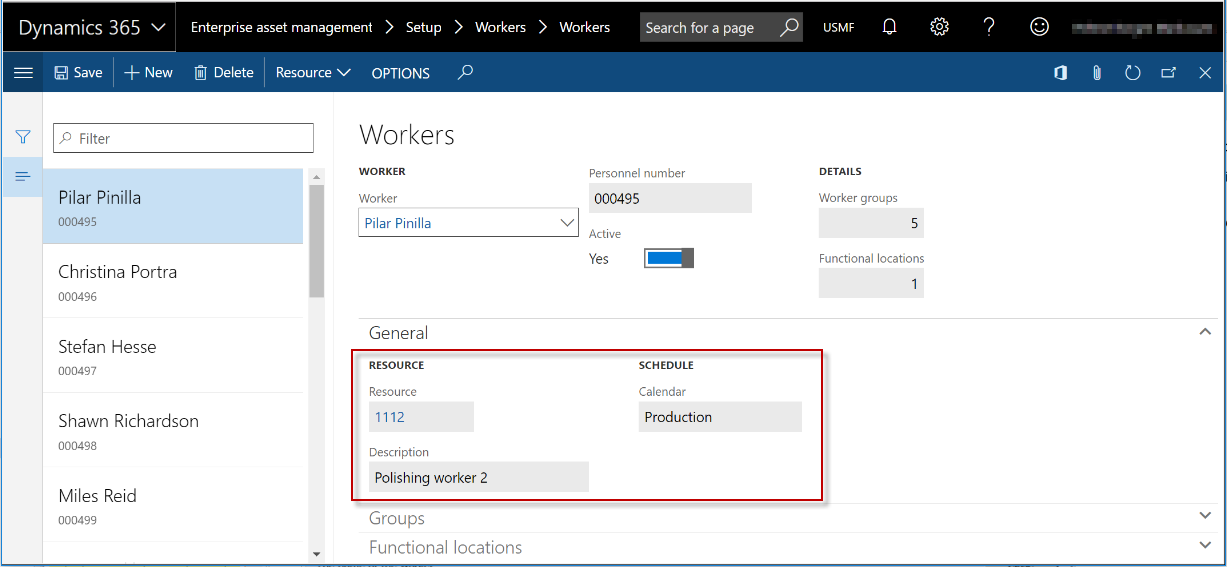 Dynamics 365 Enterprise asset management Setup Workers Workers Search for a page USMF
Save New Delete Resource OPTIONS
Filter
Pilar Pinilla
000495
Christina Portra
000496
Stefan Hesse
000497
Shawn Richardson
000498
Miles Reid
000499
Workers
WORKER
Worker
Pilar Pinilla
Personnel number
000495
Active
Yes
DETAILS
Worker groups
5
Functional locations
1
General
RESOURCE
Resource
1112
Description
Polishing worker 2
SCHEDULE
Calendar
Production
Groups
Functional locations